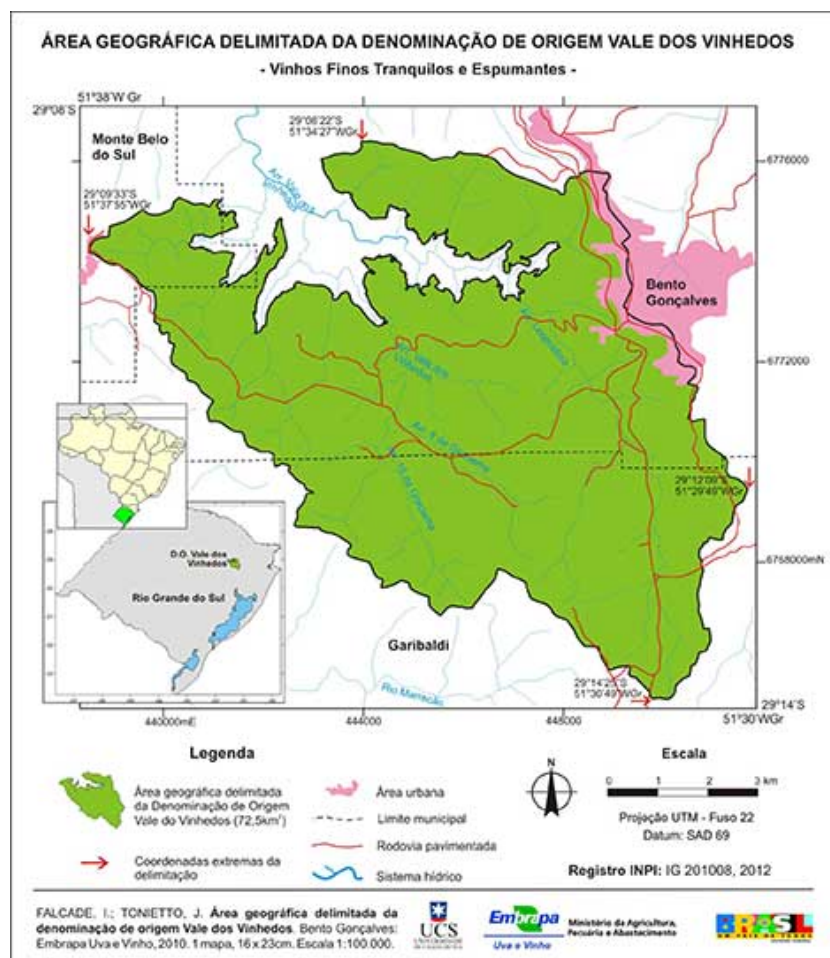 ÁREA GEOGRÁFICA DELIMITADA DA DENOMINAÇÃO DE ORIGEM VALE DOS VINHEDOS
- Vinhos Finos Tranquilos e Espumantes -
51°38'W Gr
29°08'S
Monte Belo
do Sul
29°08'22"S
51°34'27"WGr
6776000
29°09'33"S
51°37'55"WGr
Arr. Vale dos
Vinhedos
Bento
Gonçalves
6772000
29°12'09"S
51°29'49"WGr
6768000mN
D.O. Vale dos
Vinhedos
Rio Grande do Sul
Garibaldi
29°14'25"S
51°30'49"WGr
29°14'S
440000mE
444000
448000
51°30'WGr
Legenda
Área geográfica delimitada
da Denominação de Origem
Vale do Vinhedos (72,5km²)
Coordenadas extremas da
delimitação
Área urbana
Limite municipal
Rodovia pavimentada
Sistema hídrico
N
Escala
0 1 2 3 km
Projeção UTM - Fuso 22
Datum: SAD 69
Registro INPI: IG 201008, 2012
FALCADE, I.; TONIETTO, J. Área geográfica delimitada da
denominação de origem Vale dos Vinhedos. Bento Gonçalves:
Embrapa Uva e Vinho, 2010. 1 mapa, 16 x 23cm. Escala 1:100 000.
UCS
Embrapa
Uva e Vinho
Ministério da Agricultura,
Pecuária e Abastecimento
BRASIL